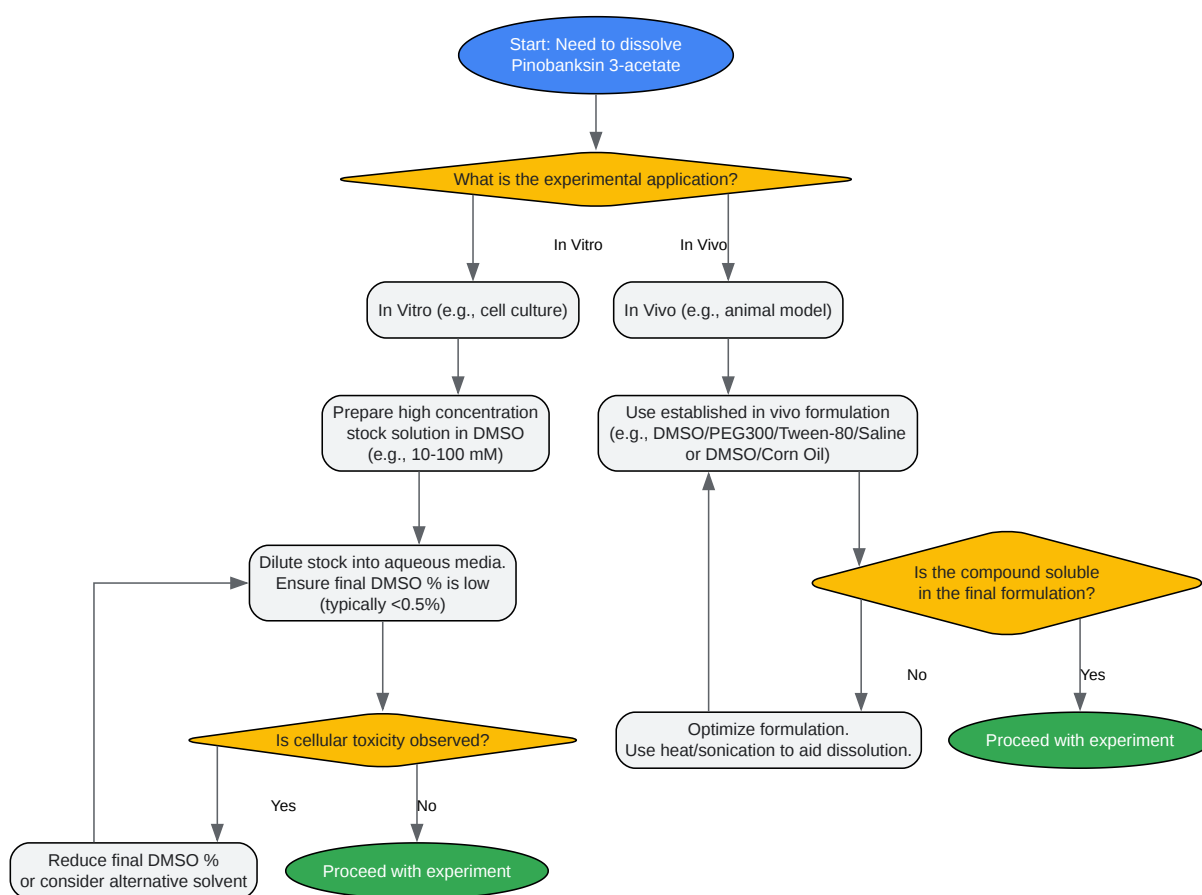 Start: Need to dissolve
Pinobanksin 3-acetate
What is the experimental application?
In Vitro
In Vivo
In Vitro (e.g., cell culture)
In Vivo (e.g., animal model)
Prepare high concentration
stock solution in DMSO
(e.g., 10-100 mM)
Use established in vivo formulation
(e.g., DMSO/PEG300/Tween-80/Saline
or DMSO/Corn Oil)
Dilute stock into aqueous media.
Ensure final DMSO % is low
(typically <0.5%)
Is the compound soluble
in the final formulation?
No
Yes
Is cellular toxicity observed?
Optimize formulation.
Use heat/sonication to aid dissolution.
Proceed with experiment
Yes
No
Reduce final DMSO %
or consider alternative solvent
Proceed with experiment